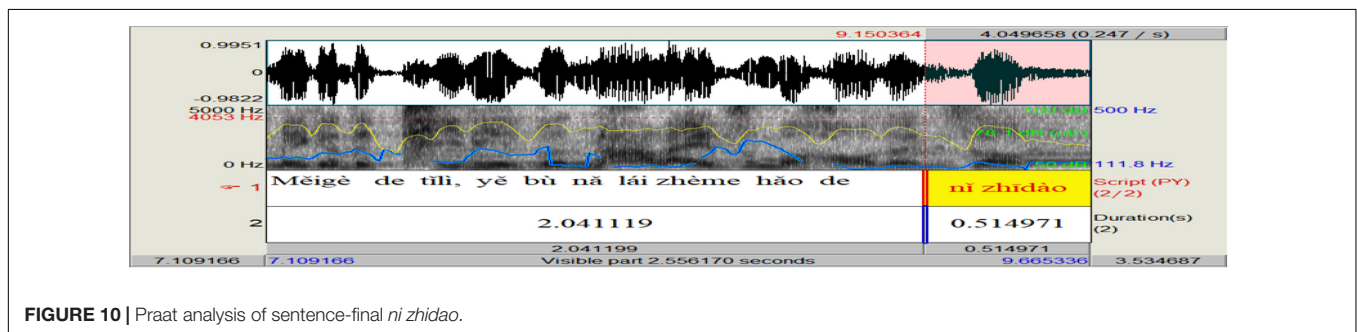 9.150364 4.049658 (0.247 / s)
0.9951
0
-0.9822
5000 Hz 500 Hz
4053 Hz
0 Hz 111.8 Hz
1 Měigè de tǐlì, yě bù nǎ lái zhème hǎo de nǐ zhīdào Script (PY)
(2/2)
2 2.041119 0.514971 Duration(s)
(2)
2.041199 0.514971
7.109166 7.109166 Visible part 2.556170 seconds 9.665336 3.534687
FIGURE 10 | Praat analysis of sentence-final ni zhidao.